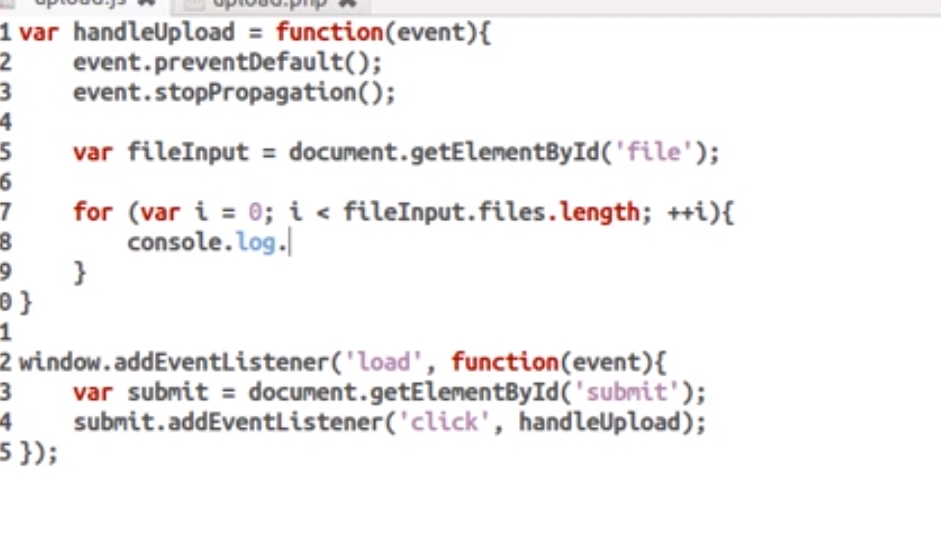 upload.js ✖ upload.php ✖
1 var handleUpload = function(event){
2     event.preventDefault();
3     event.stopPropagation();
4
5     var fileInput = document.getElementById('file');
6
7     for (var i = 0; i < fileInput.files.length; ++i){
8         console.log.
9     }
0 }
1
2 window.addEventListener('load', function(event){
3     var submit = document.getElementById('submit');
4     submit.addEventListener('click', handleUpload);
5 });